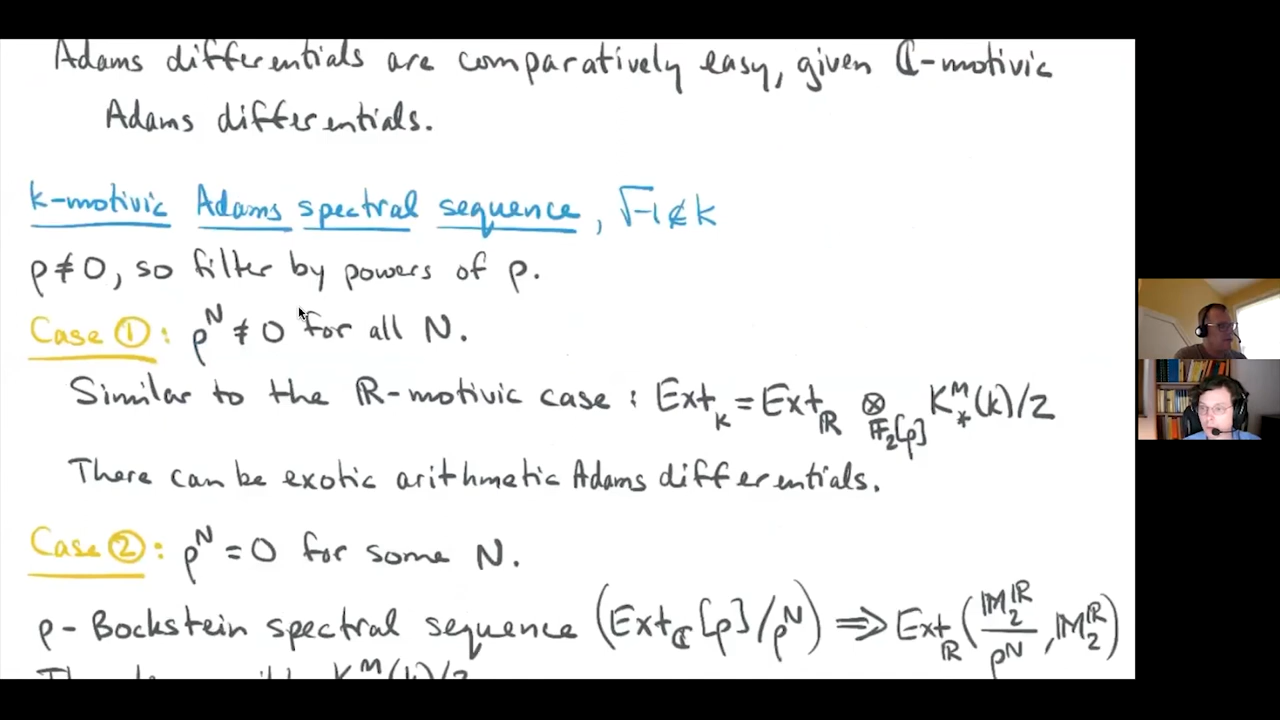 Adams differentials are comparatively easy, given ℂ-motivic
Adams differentials.
k-motivic Adams spectral sequence, √-1 ∉ k
ρ≠0, so filter by powers of ρ.
Case ①: ρ^N ≠ 0 for all N.
Similar to the ℝ-motivic case: Ext_k = Ext_ℝ ⊗_{𝔽_2[ρ]} K_*^M(k)/2
There can be exotic arithmetic Adams differentials.
Case ②: ρ^N = 0 for some N.
ρ-Bockstein spectral sequence (Ext_ℂ[ρ]/ρ^N) ⟹ Ext_ℝ(𝕄_2^ℝ/ρ^N, 𝕄_2^ℝ)
K^M(k)/2